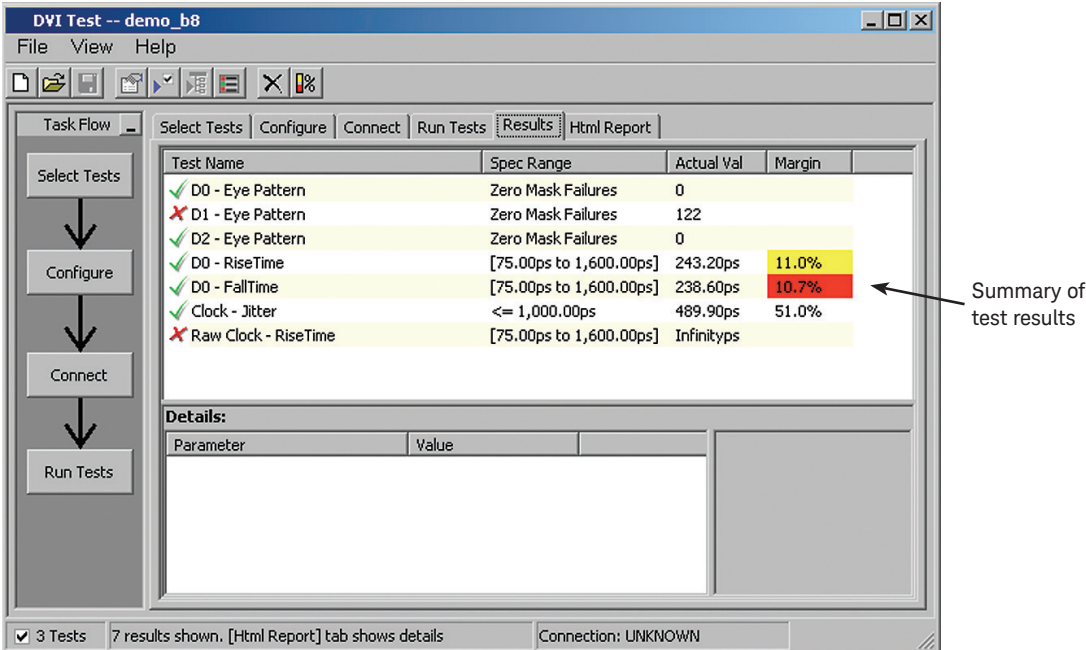 DVI Test -- demo_b8
File View Help
Task Flow
Select Tests
Configure
Connect
Run Tests
Select Tests Configure Connect Run Tests Results Html Report
Test Name Spec Range Actual Val Margin
D0 - Eye Pattern Zero Mask Failures 0
D1 - Eye Pattern Zero Mask Failures 122
D2 - Eye Pattern Zero Mask Failures 0
D0 - RiseTime [75.00ps to 1,600.00ps] 243.20ps 11.0%
D0 - FallTime [75.00ps to 1,600.00ps] 238.60ps 10.7%
Clock - Jitter <= 1,000.00ps 489.90ps 51.0%
Raw Clock - RiseTime [75.00ps to 1,600.00ps] Infinityps
Details:
Parameter Value
3 Tests 7 results shown. [Html Report] tab shows details Connection: UNKNOWN
Summary of
test results